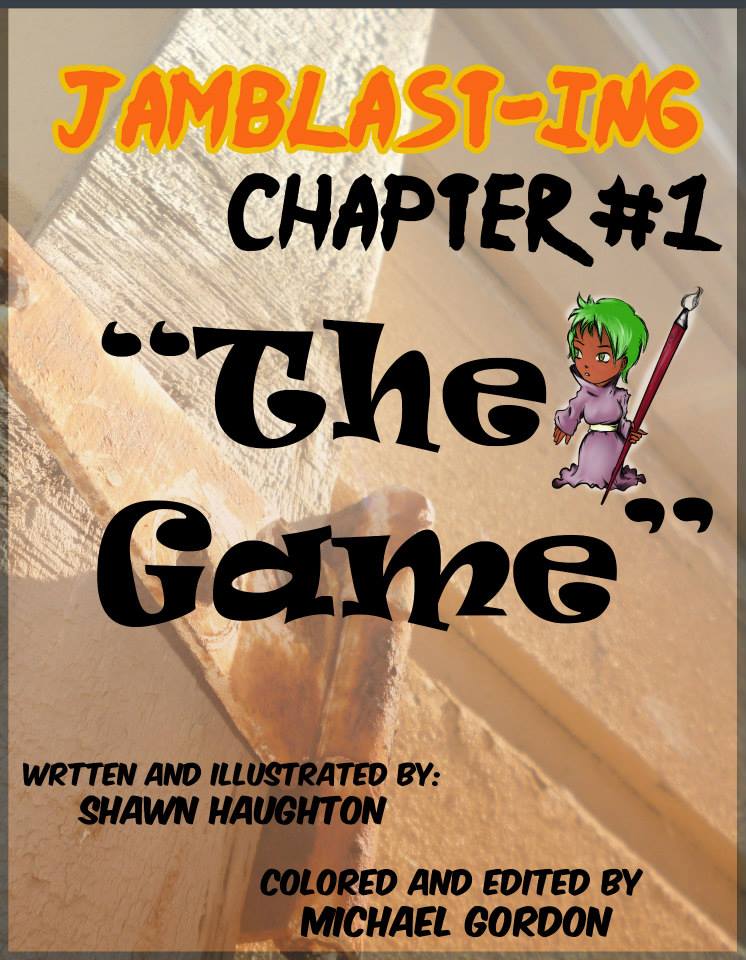 JAMBLAST-ING
CHAPTER #1
“The
Game”
WRTTEN AND ILLUSTRATED BY:
SHAWN HAUGHTON
COLORED AND EDITED BY
MICHAEL GORDON